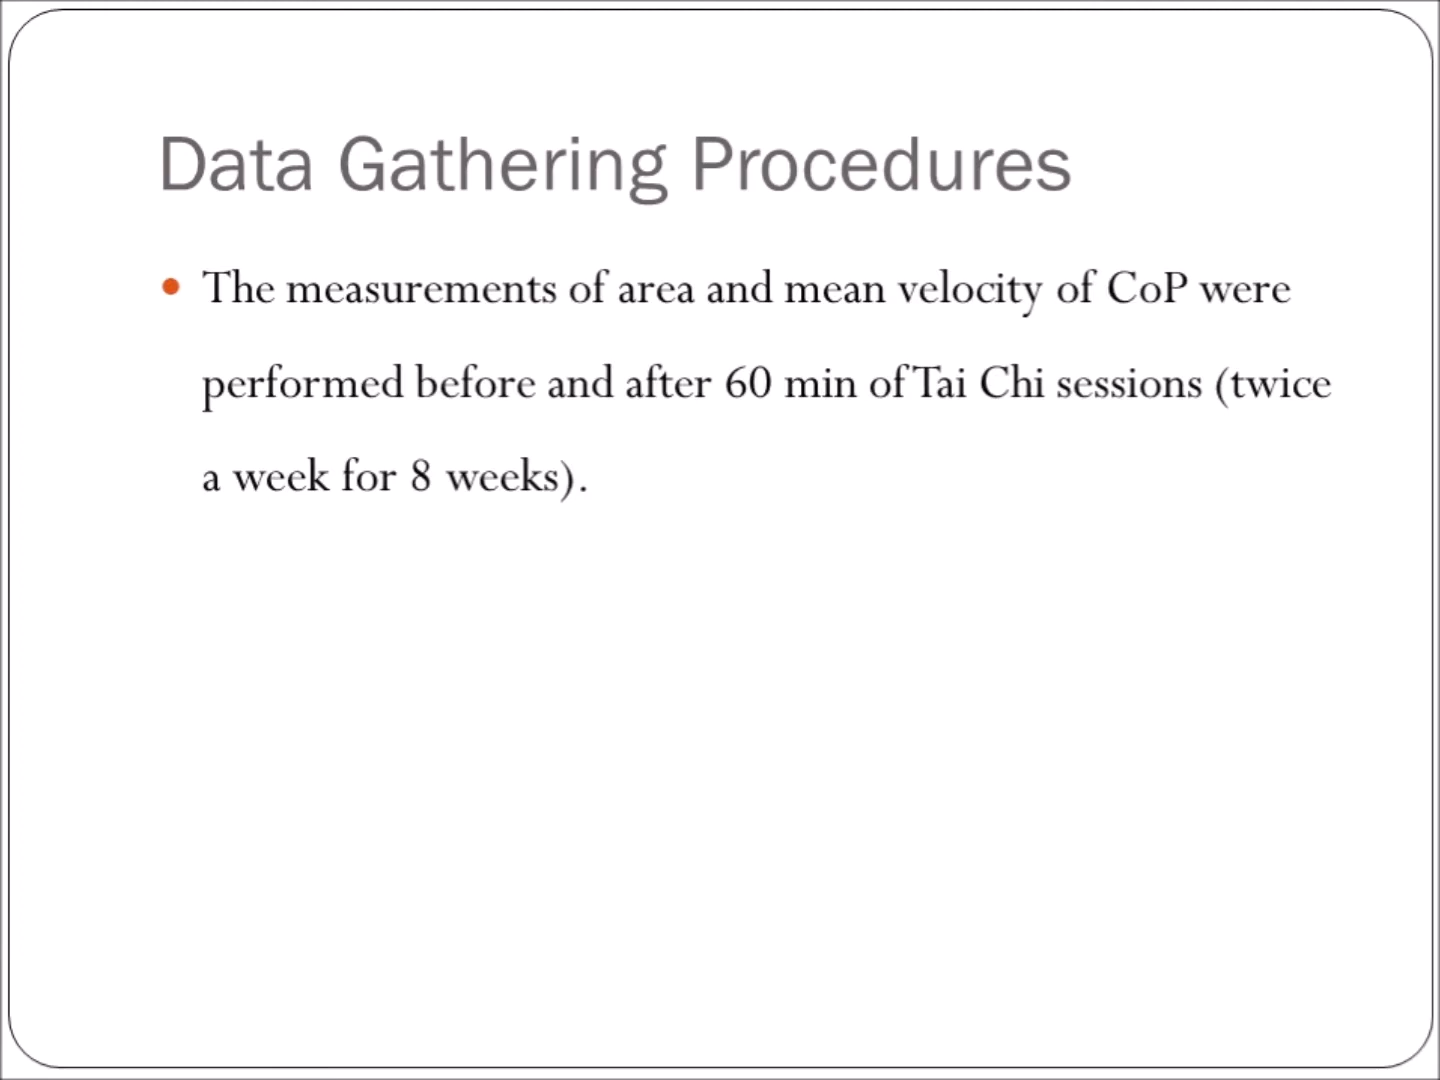 Data Gathering Procedures
• The measurements of area and mean velocity of CoP were
performed before and after 60 min of Tai Chi sessions (twice
a week for 8 weeks).